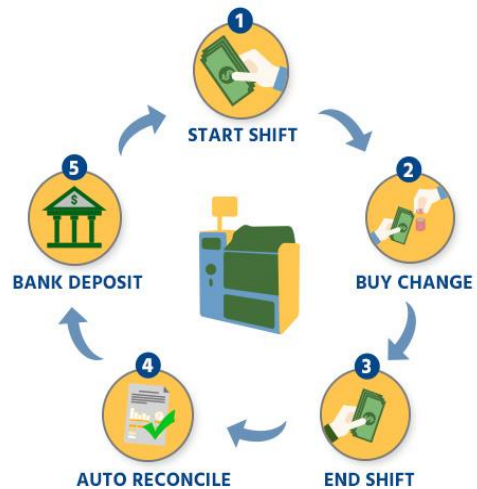 1
START SHIFT
2
BUY CHANGE
3
END SHIFT
4
AUTO RECONCILE
5
BANK DEPOSIT